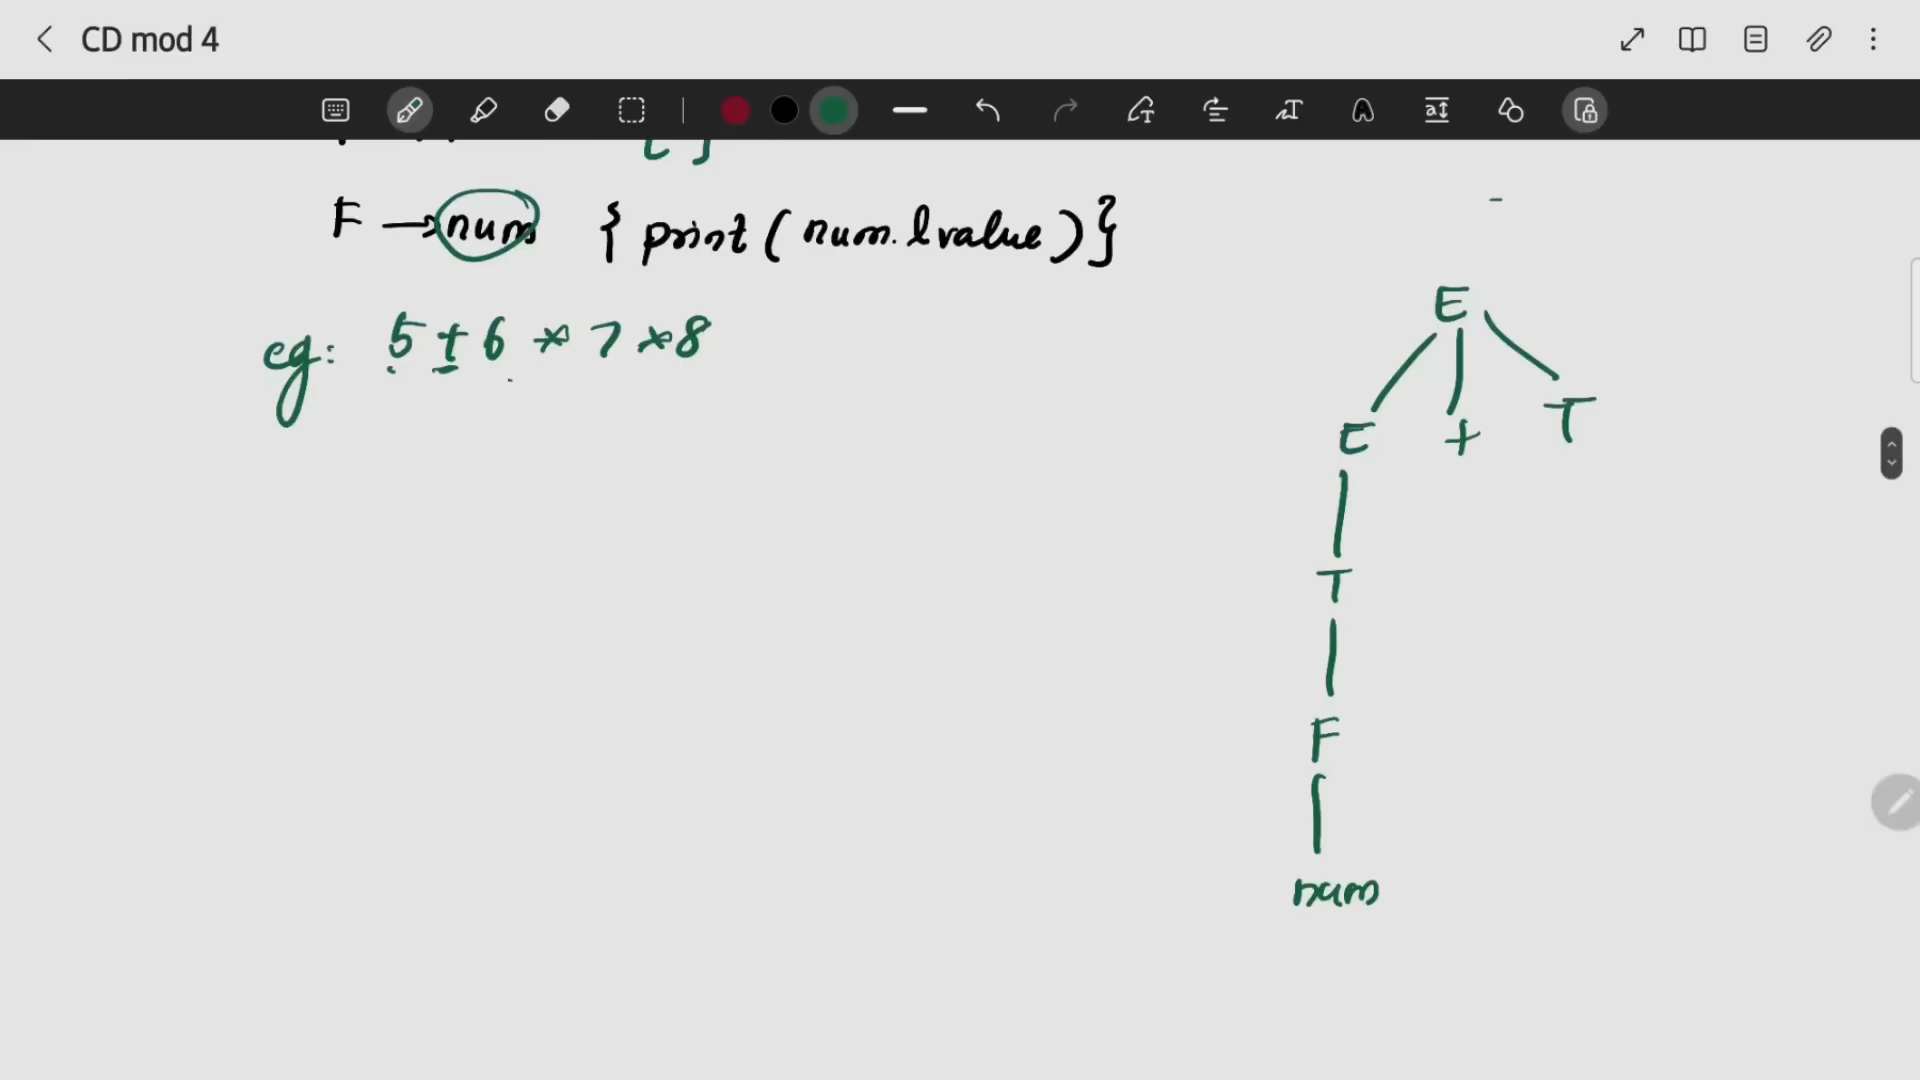 CD mod 4
F → num { print ( num. lvalue ) }
eg: 5 + 6 * 7 * 8
E
E + T
T
F
num